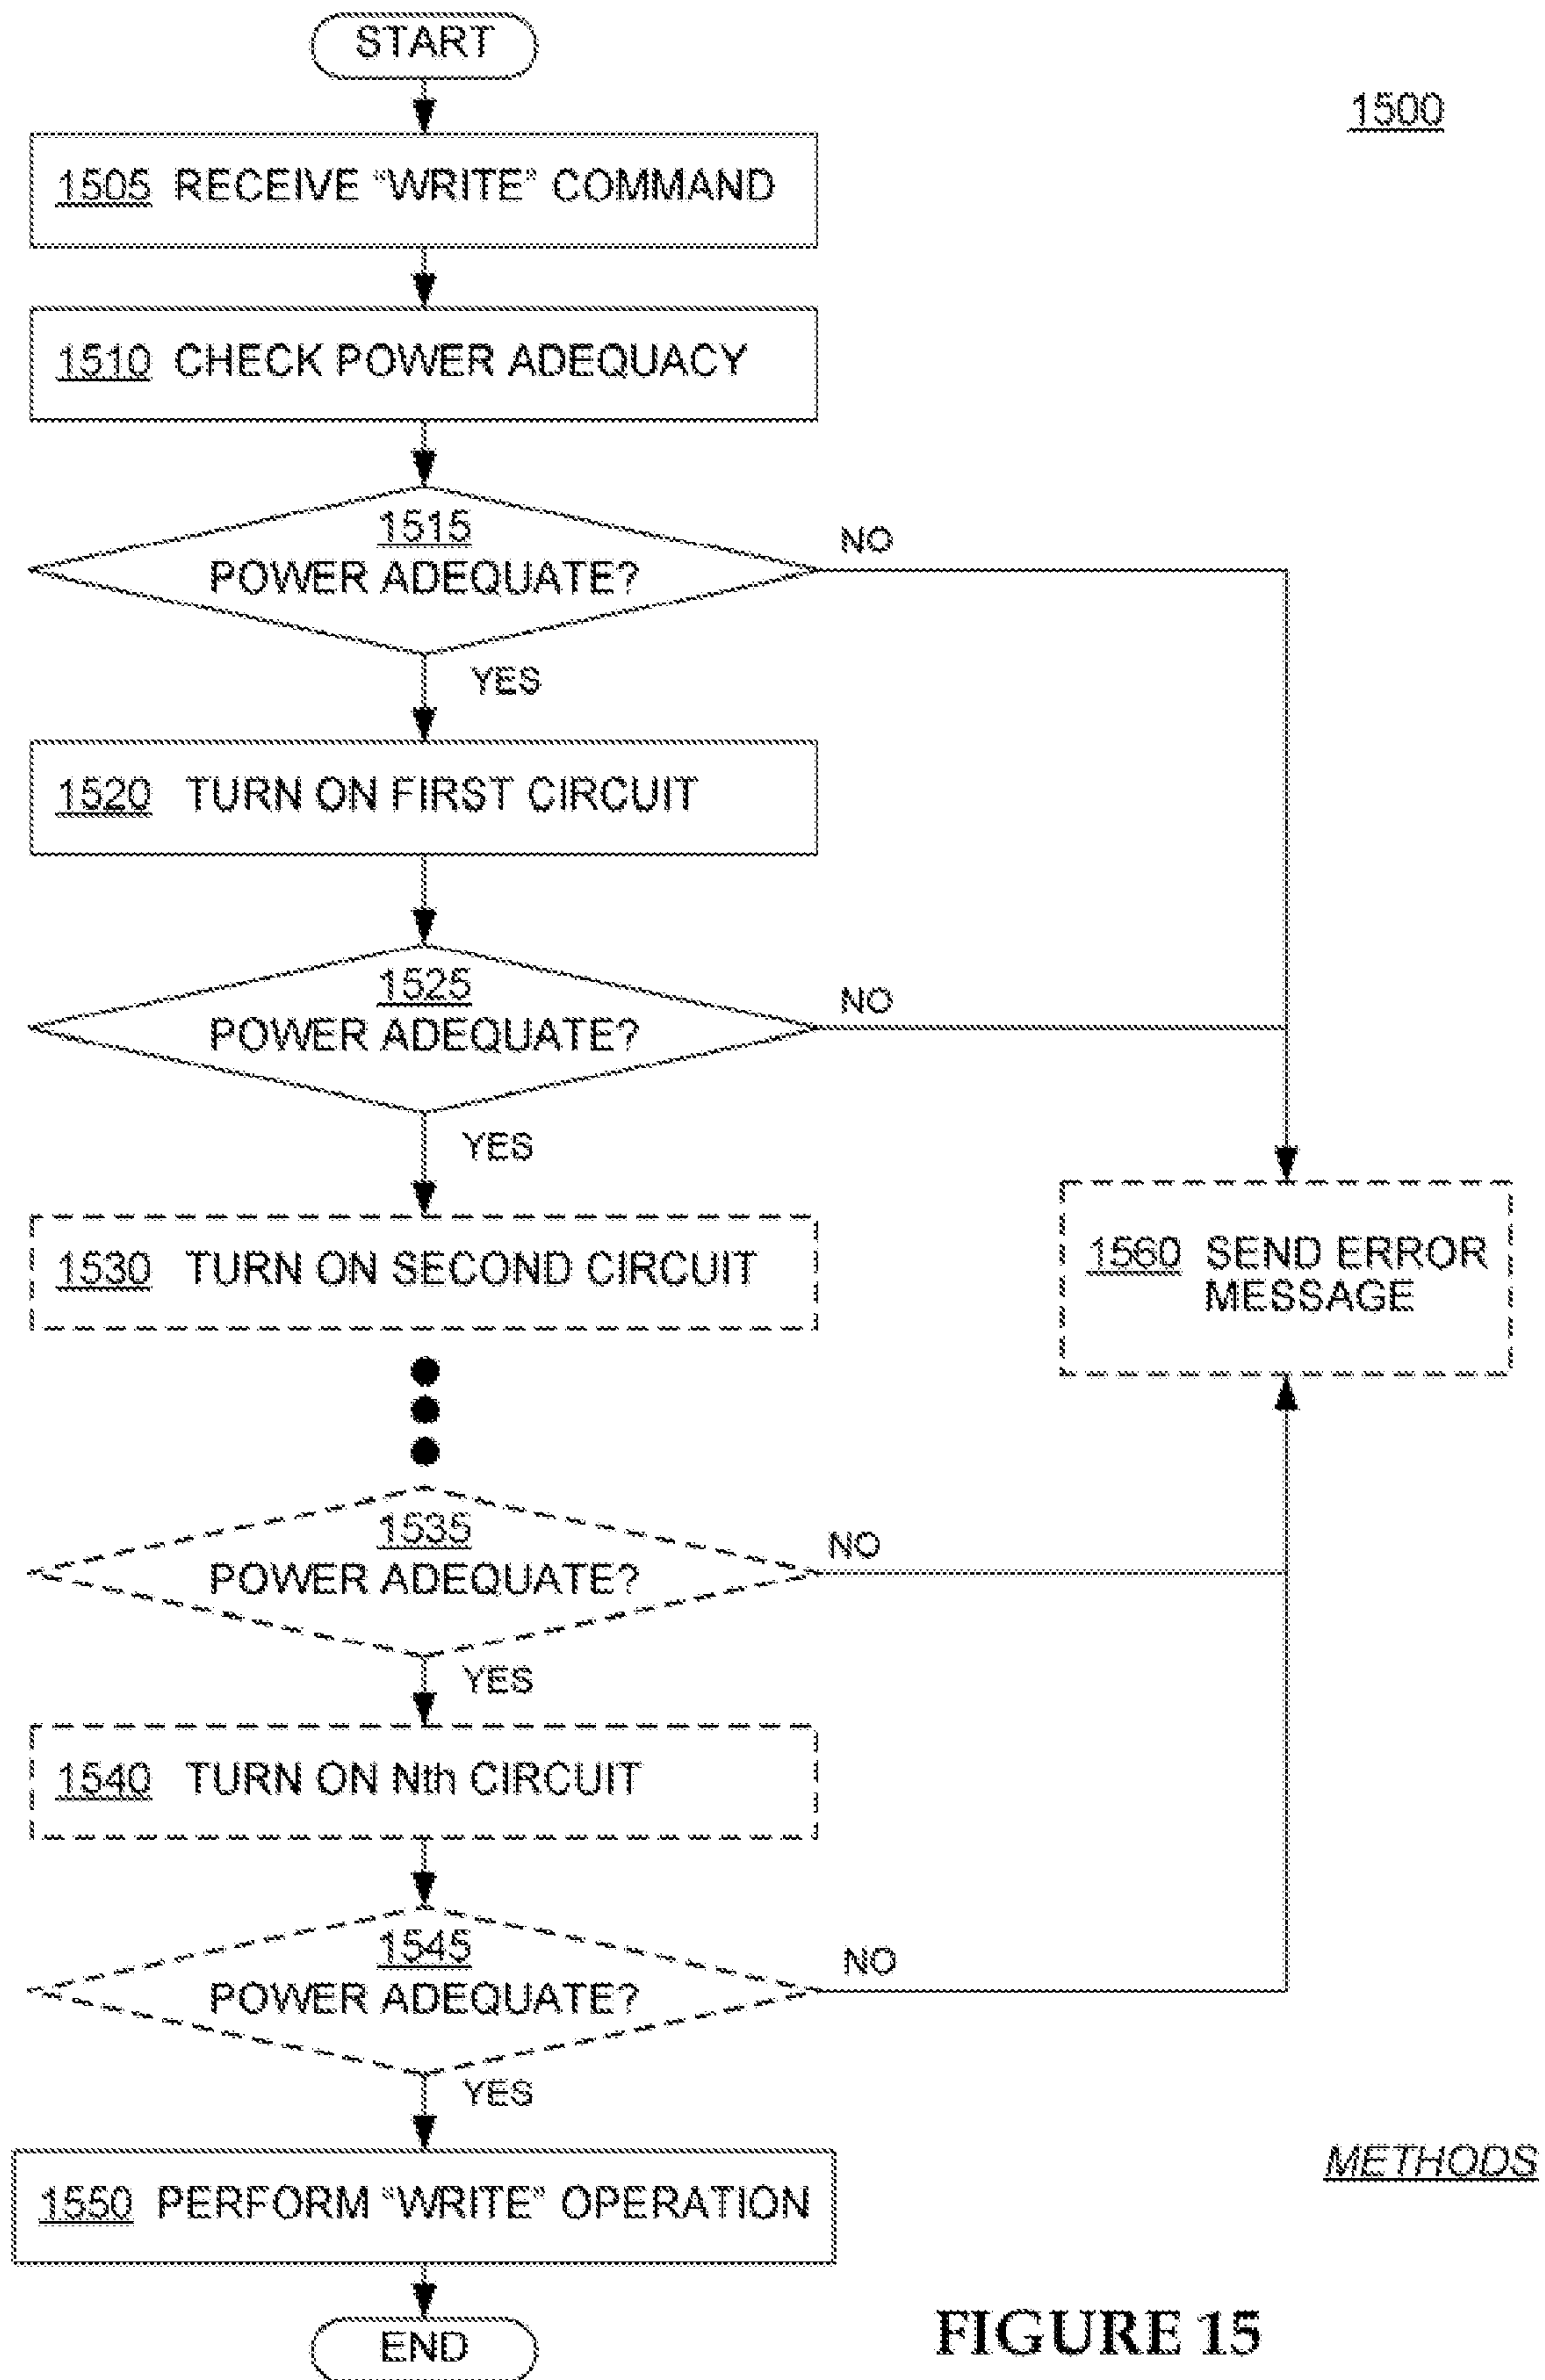 START
1500
1505 RECEIVE “WRITE” COMMAND
1510 CHECK POWER ADEQUACY
1515
POWER ADEQUATE?
NO
YES
1520 TURN ON FIRST CIRCUIT
1525
POWER ADEQUATE?
NO
YES
1530 TURN ON SECOND CIRCUIT
1560 SEND ERROR
MESSAGE
1535
POWER ADEQUATE?
NO
YES
1540 TURN ON Nth CIRCUIT
1545
POWER ADEQUATE?
NO
YES
1550 PERFORM “WRITE” OPERATION
METHODS
END
FIGURE 15